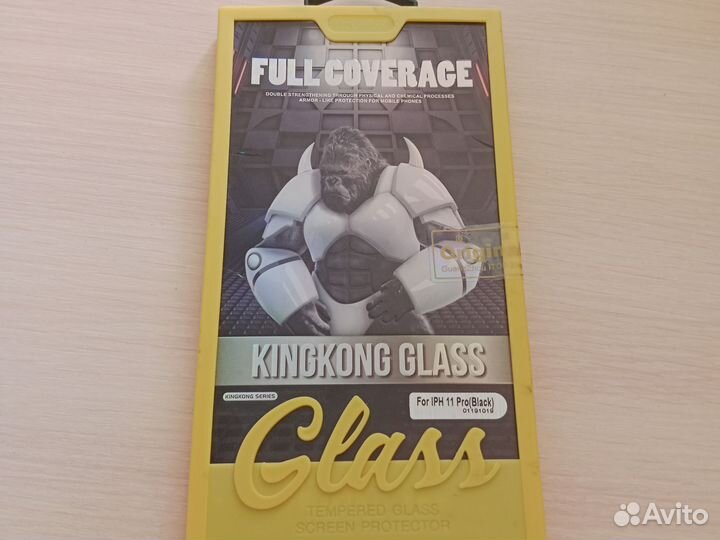 FULL COVERAGE
DOUBLE STRENGTHENING THROUGH PHYSICAL AND CHEMICAL PROCESSES
ARMOR - LIKE PROTECTION FOR MOBILE PHONES
Origin
KINGKONG GLASS
KINGKONG SERIES
For IPH 11 Pro(Black)
01191019
Glass
TEMPERED GLASS
SCREEN PROTECTOR
Avito